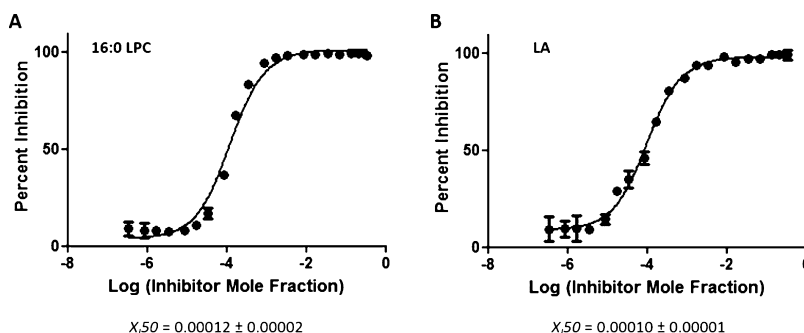 A
16:0 LPC
100
50
0
Percent Inhibition
-8 -6 -4 -2 0
Log (Inhibitor Mole Fraction)
X,50 = 0.00012 ± 0.00002
B
LA
100
50
0
Percent Inhibition
-8 -6 -4 -2 0
Log (Inhibitor Mole Fraction)
X,50 = 0.00010 ± 0.00001